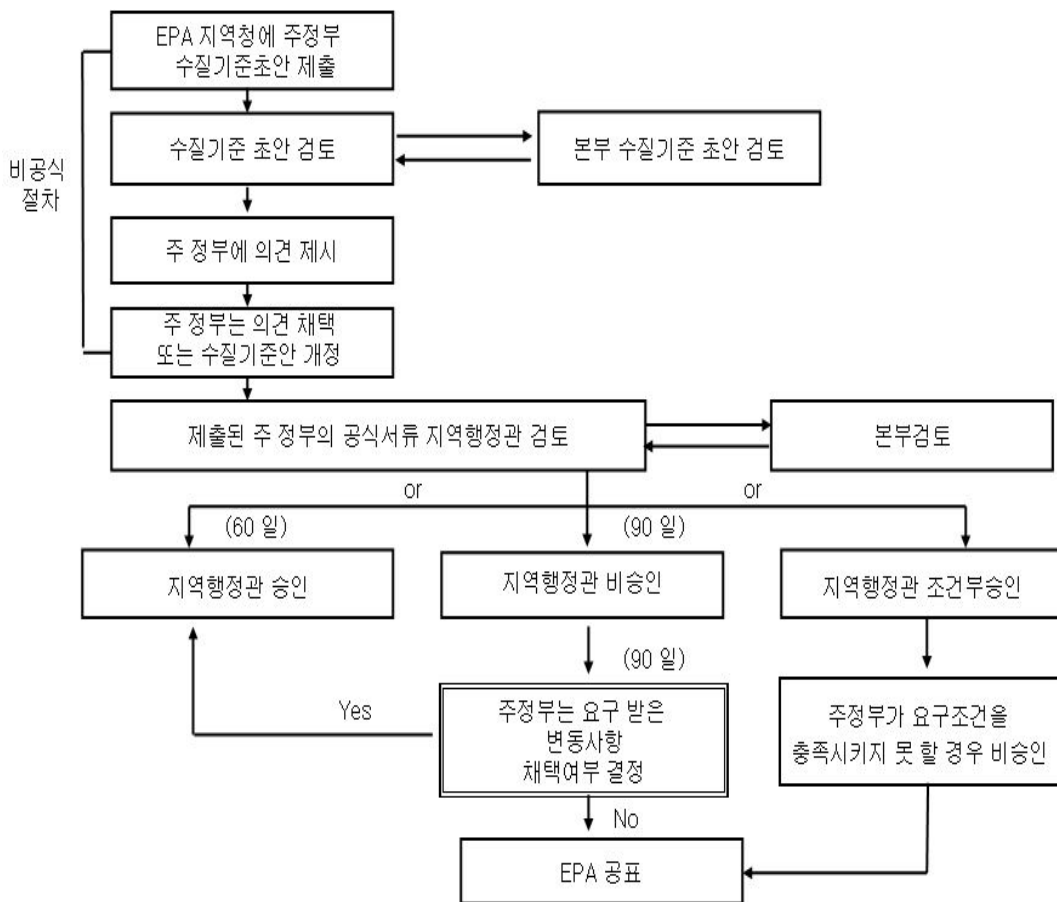 EPA 지역청에 주정부
수질기준초안 제출
비공식
절차
수질기준 초안 검토
본부 수질기준 초안 검토
주 정부에 의견 제시
주 정부는 의견 채택
또는 수질기준안 개정
제출된 주 정부의 공식서류 지역행정관 검토
본부검토
or
or
(60 일)
(90 일)
지역행정관 승인
지역행정관 비승인
지역행정관 조건부승인
(90 일)
Yes
주정부는 요구 받은
변동사항
채택여부 결정
주정부가 요구조건을
충족시키지 못 할 경우 비승인
No
EPA 공표